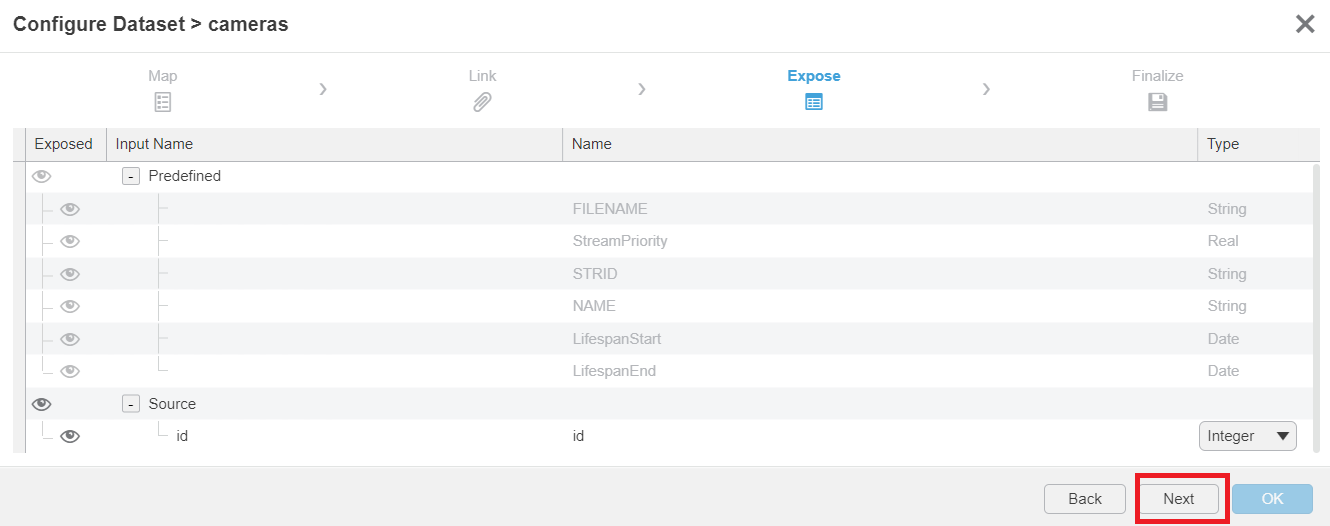 Configure Dataset > cameras
Map Link Expose Finalize
Exposed Input Name Name Type
- Predefined
FILENAME String
StreamPriority Real
STRID String
NAME String
LifespanStart Date
LifespanEnd Date
- Source
id id Integer
Back Next OK